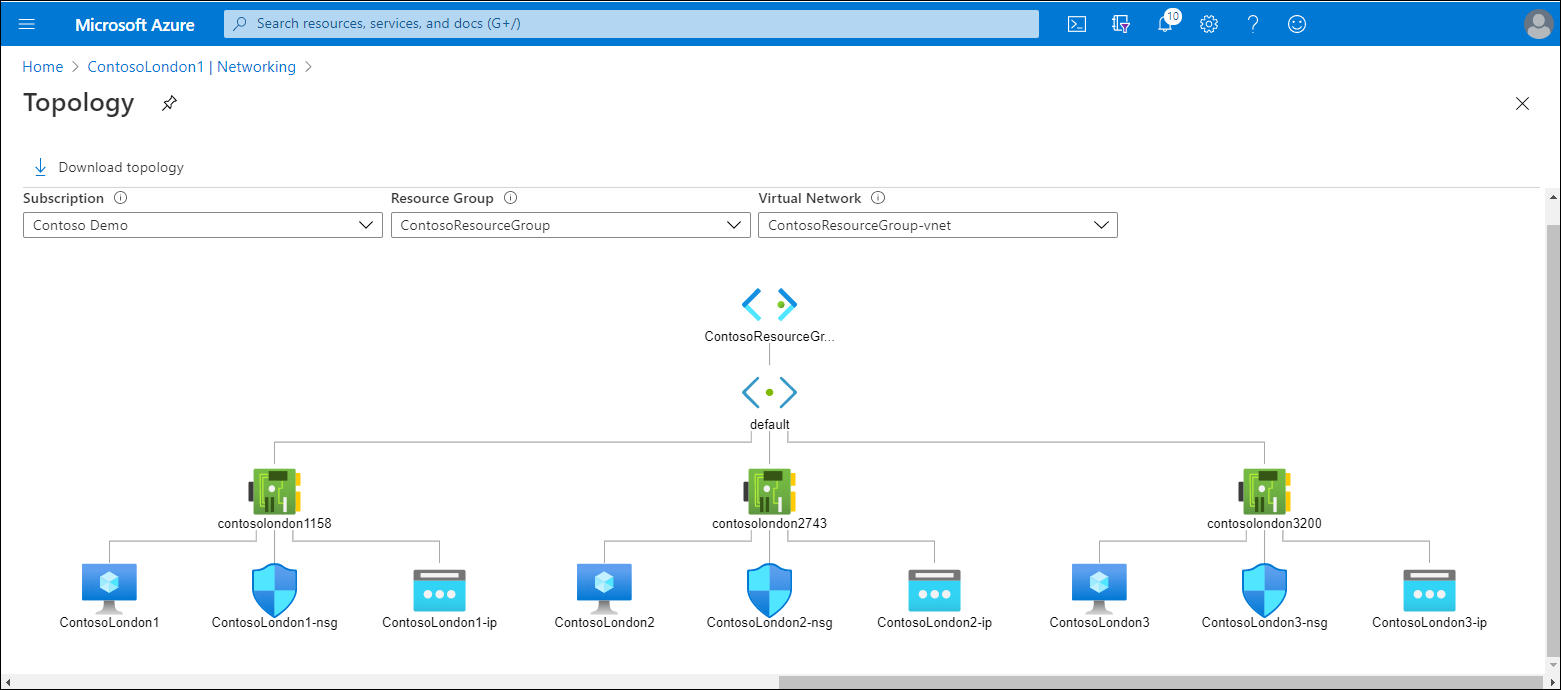 Microsoft Azure
Search resources, services, and docs (G+/)
10
Home > ContosoLondon1 | Networking >
Topology
Download topology
Subscription
Resource Group
Virtual Network
Contoso Demo
ContosoResourceGroup
ContosoResourceGroup-vnet
ContosoResourceGr...
default
contosolondon1158
contosolondon2743
contosolondon3200
ContosoLondon1
ContosoLondon1-nsg
ContosoLondon1-ip
ContosoLondon2
ContosoLondon2-nsg
ContosoLondon2-ip
ContosoLondon3
ContosoLondon3-nsg
ContosoLondon3-ip